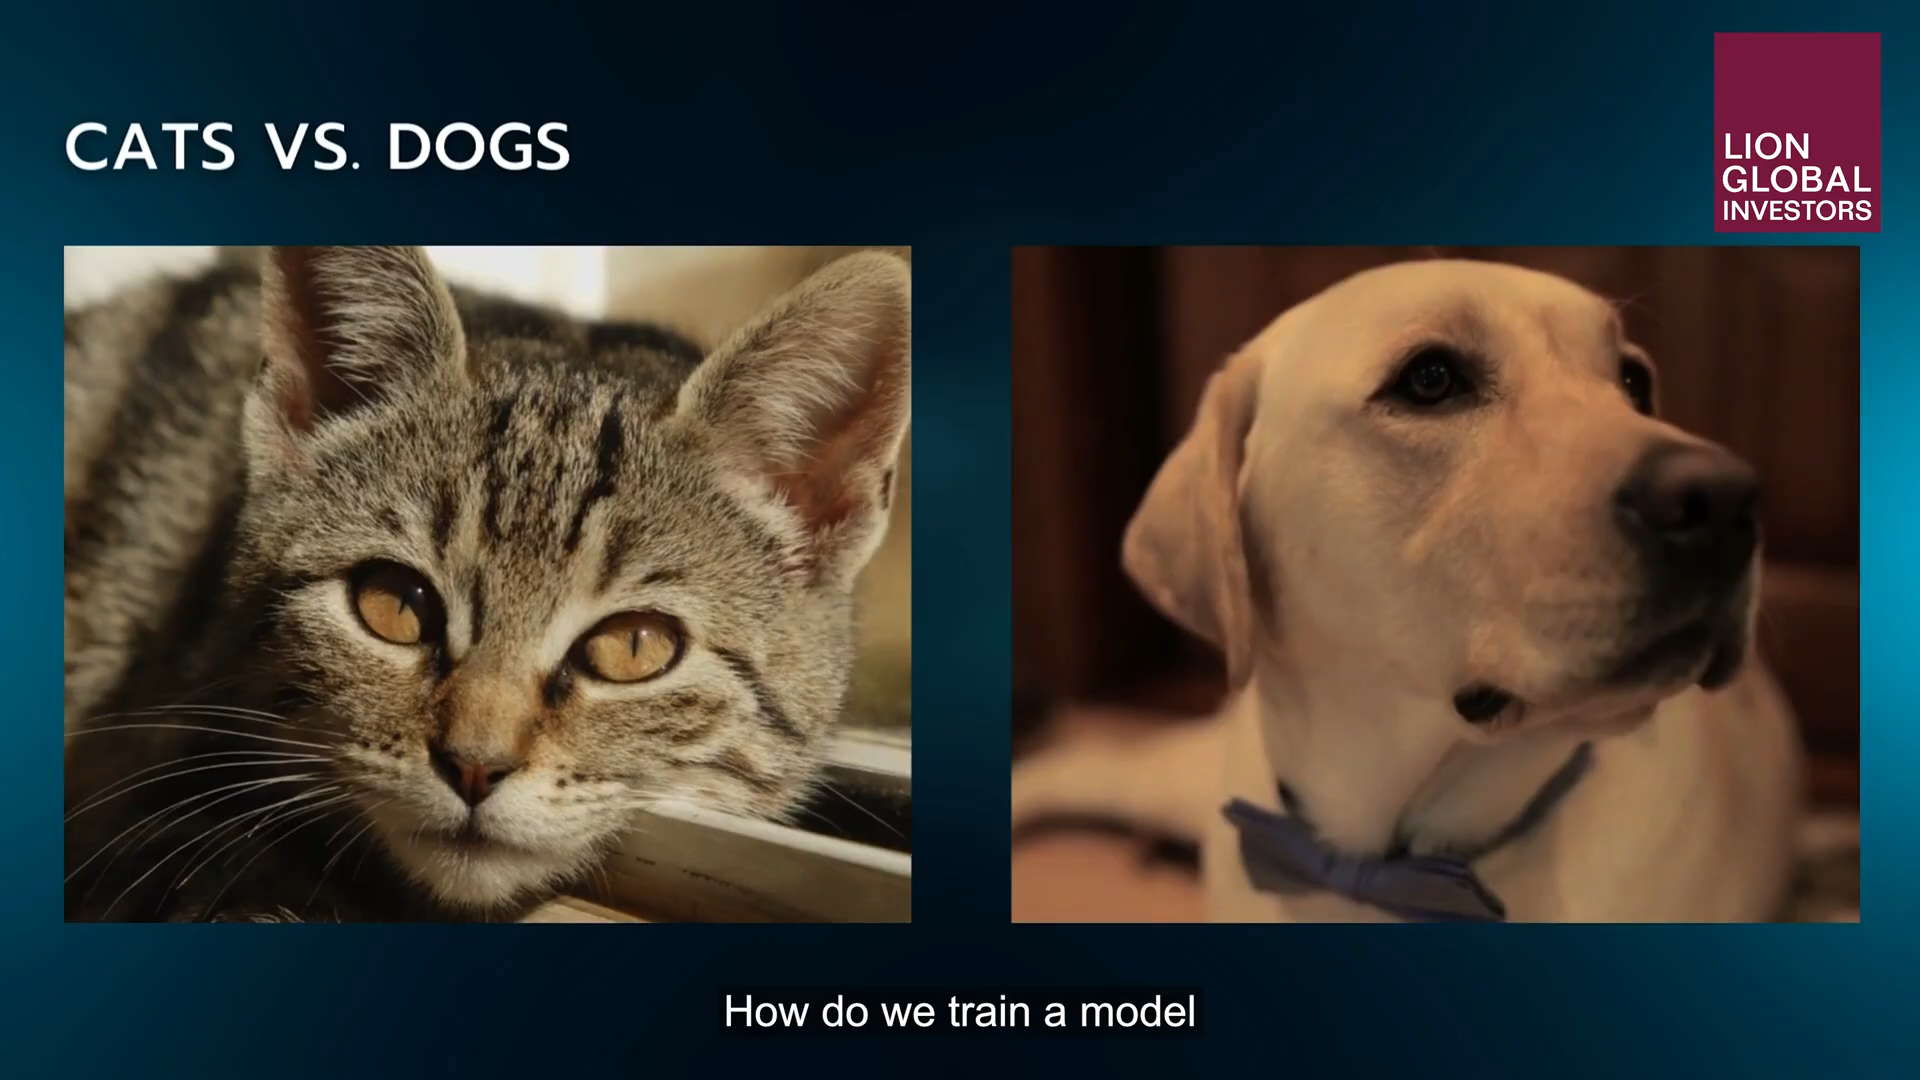 CATS VS. DOGS
LION
GLOBAL
INVESTORS
How do we train a model